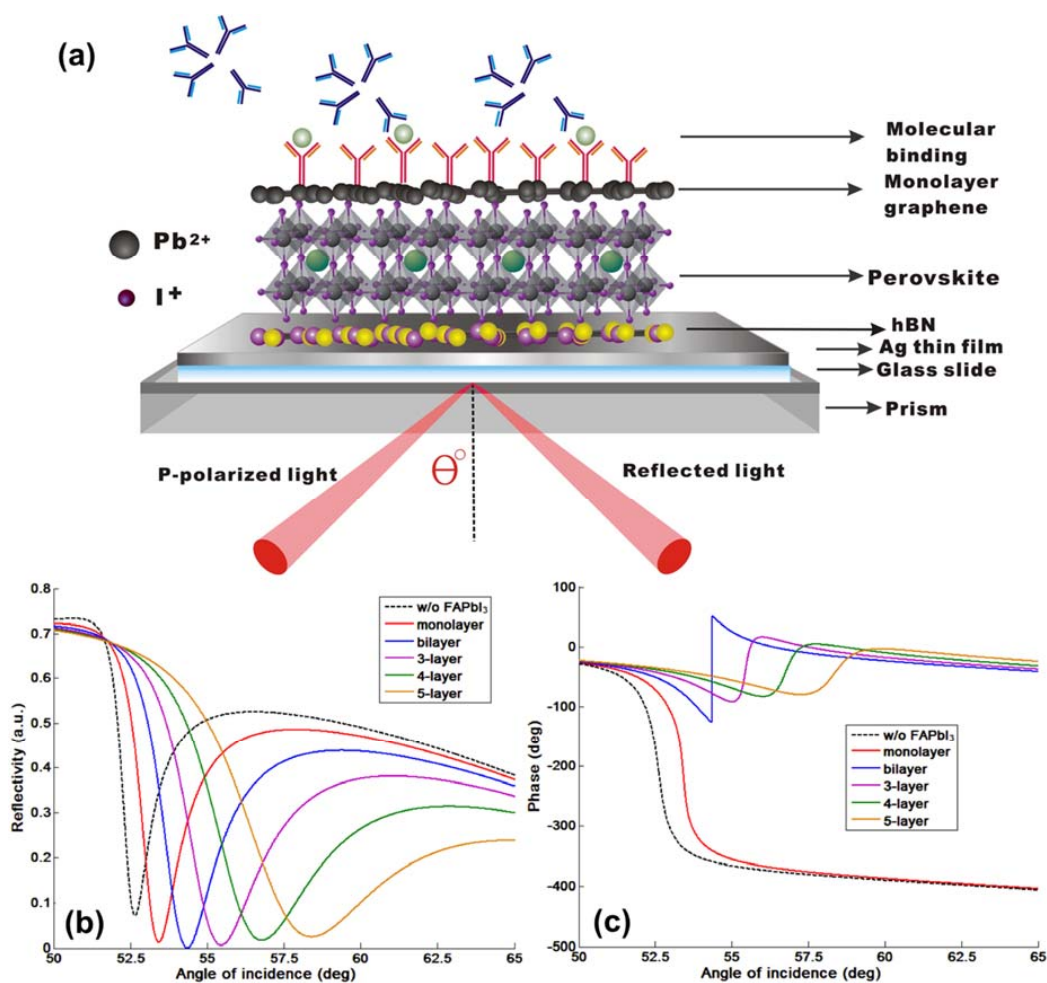 (a)
Molecular
binding
Monolayer
graphene
Pb²⁺
I⁺
Perovskite
hBN
Ag thin film
Glass slide
Prism
P-polarized light
Θ°
Reflected light
0.8
0.7
0.6
0.5
0.4
0.3
0.2
0.1
0
Reflectivity (a.u.)
w/o FAPbI₃
monolayer
bilayer
3-layer
4-layer
5-layer
(b)
50 52.5 55 57.5 60 62.5 65
Angle of incidence (deg)
100
0
-100
-200
-300
-400
-500
Phase (deg)
w/o FAPbI₃
monolayer
bilayer
3-layer
4-layer
5-layer
(c)
50 52.5 55 57.5 60 62.5 65
Angle of incidence (deg)